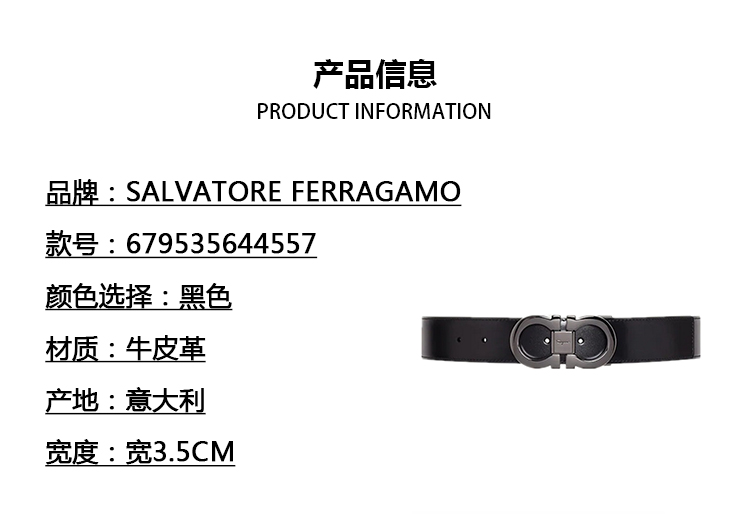 产品信息
PRODUCT INFORMATION
品牌：SALVATORE FERRAGAMO
款号：679535644557
颜色选择：黑色
材质：牛皮革
产地：意大利
宽度：宽3.5CM